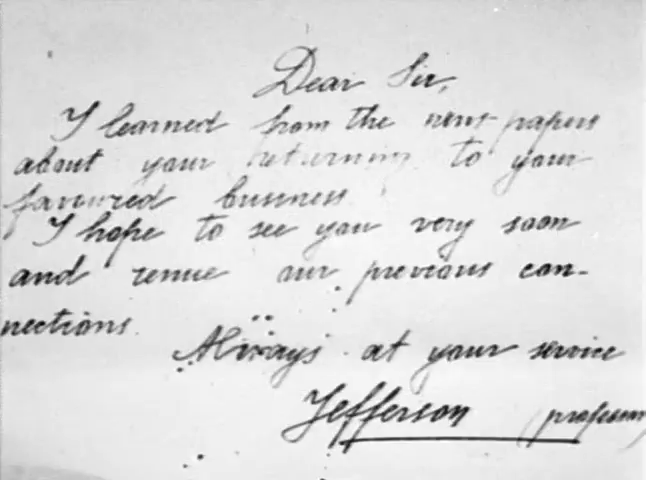 Dear Sir,
I learned from the news-papers
about your returning to your
favoured business.
I hope to see you very soon
and renue our previous con-
nections.
Always at your service
Jefferson (professor)